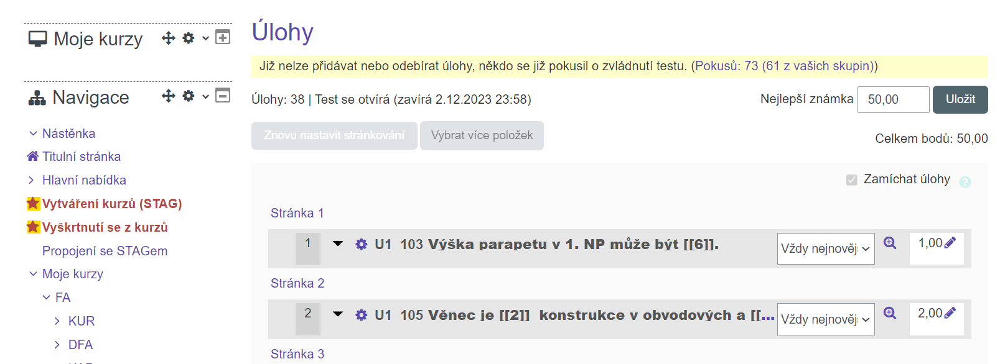 Moje kurzy
Navigace
Nástěnka
Titulní stránka
Hlavní nabídka
Vytváření kurzů (STAG)
Vyškrtnutí se z kurzů
Propojení se STAGem
Moje kurzy
FA
KUR
DFA
Úlohy
Již nelze přidávat nebo odebírat úlohy, někdo se již pokusil o zvládnutí testu. (Pokusů: 73 (61 z vašich skupin))
Úlohy: 38 | Test se otvírá (zavírá 2.12.2023 23:58)
Nejlepší známka 50,00 Uložit
Znovu nastavit stránkování Vybrat více položek
Celkem bodů: 50,00
Zamíchat úlohy ?
Stránka 1
1 U1 103 Výška parapetu v 1. NP může být [[6]]. Vždy nejnověj 1,00
Stránka 2
2 U1 105 Věnec je [[2]] konstrukce v obvodových a [[... Vždy nejnověj 2,00
Stránka 3